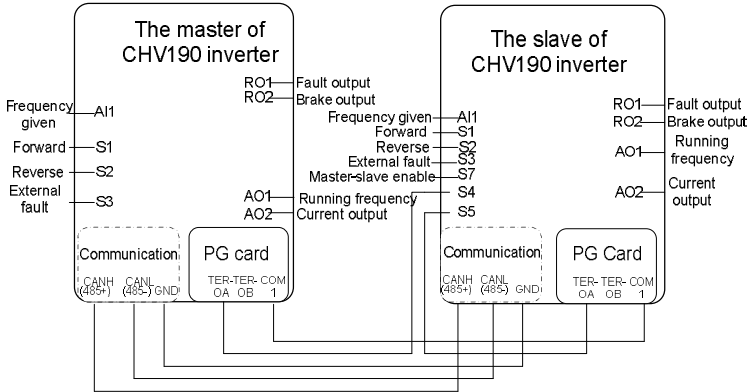 The master of
CHV190 inverter
RO1 Fault output
RO2 Brake output
Frequency
given
AI1
Forward S1
Reverse S2
External
fault
S3
AO1 Running frequency
AO2 Current output
Communication
CANH
(485+)
CANL
(485-)
GND
PG card
TER-
OA
TER-
OB
COM
1
The slave of
CHV190 inverter
Frequency given AI1
Forward S1
Reverse S2
External fault S3
Master-slave enable S7
S4
S5
RO1 Fault output
RO2 Brake output
AO1
Running
frequency
AO2
Current
output
Communication
CANH
(485+)
CANL
(485-)
GND
PG Card
TER-
OA
TER-
OB
COM
1